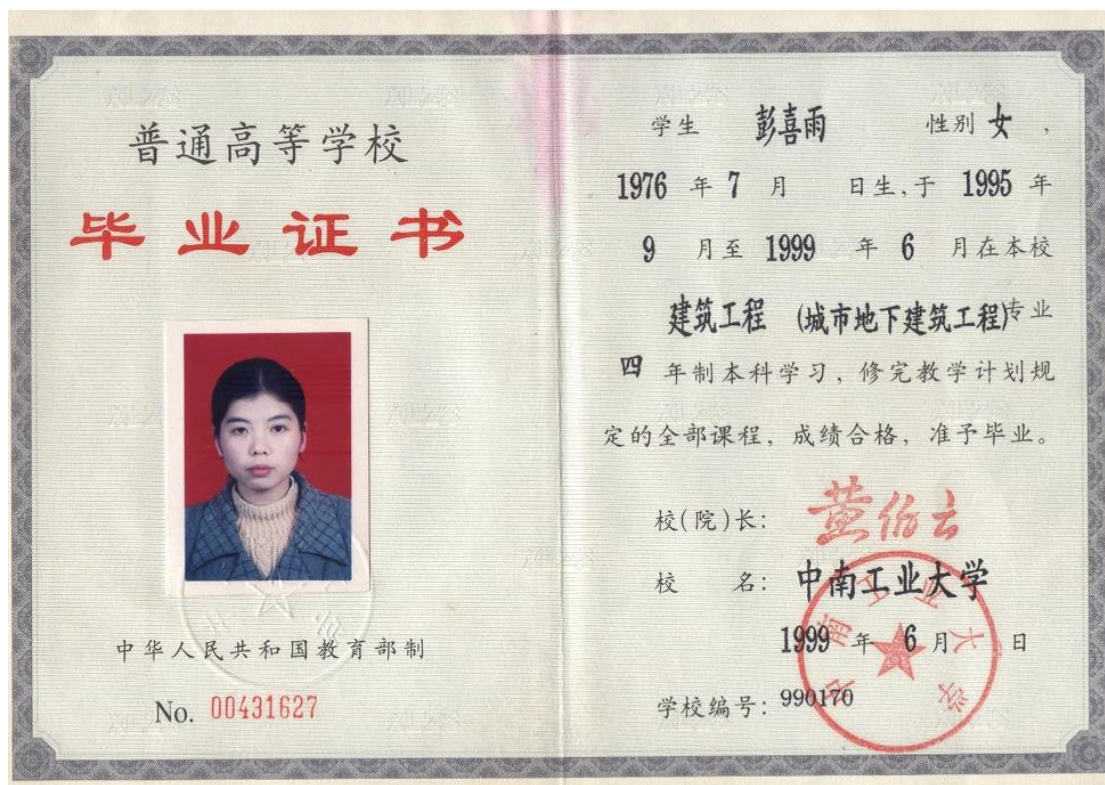 普通高等学校
毕业证书
中华人民共和国教育部制
No. 00431627
学生 彭喜雨 性别 女 ,
1976 年 7 月 日生,于 1995 年
9 月至 1999 年 6 月在本校
建筑工程 (城市地下建筑工程)专业
四 年制本科学习, 修完教学计划规
定的全部课程, 成绩合格, 准予毕业。
校(院)长: 黄伯云
校 名: 中南工业大学
1999 年 6 月 日
学校编号: 990170
中南工业大学